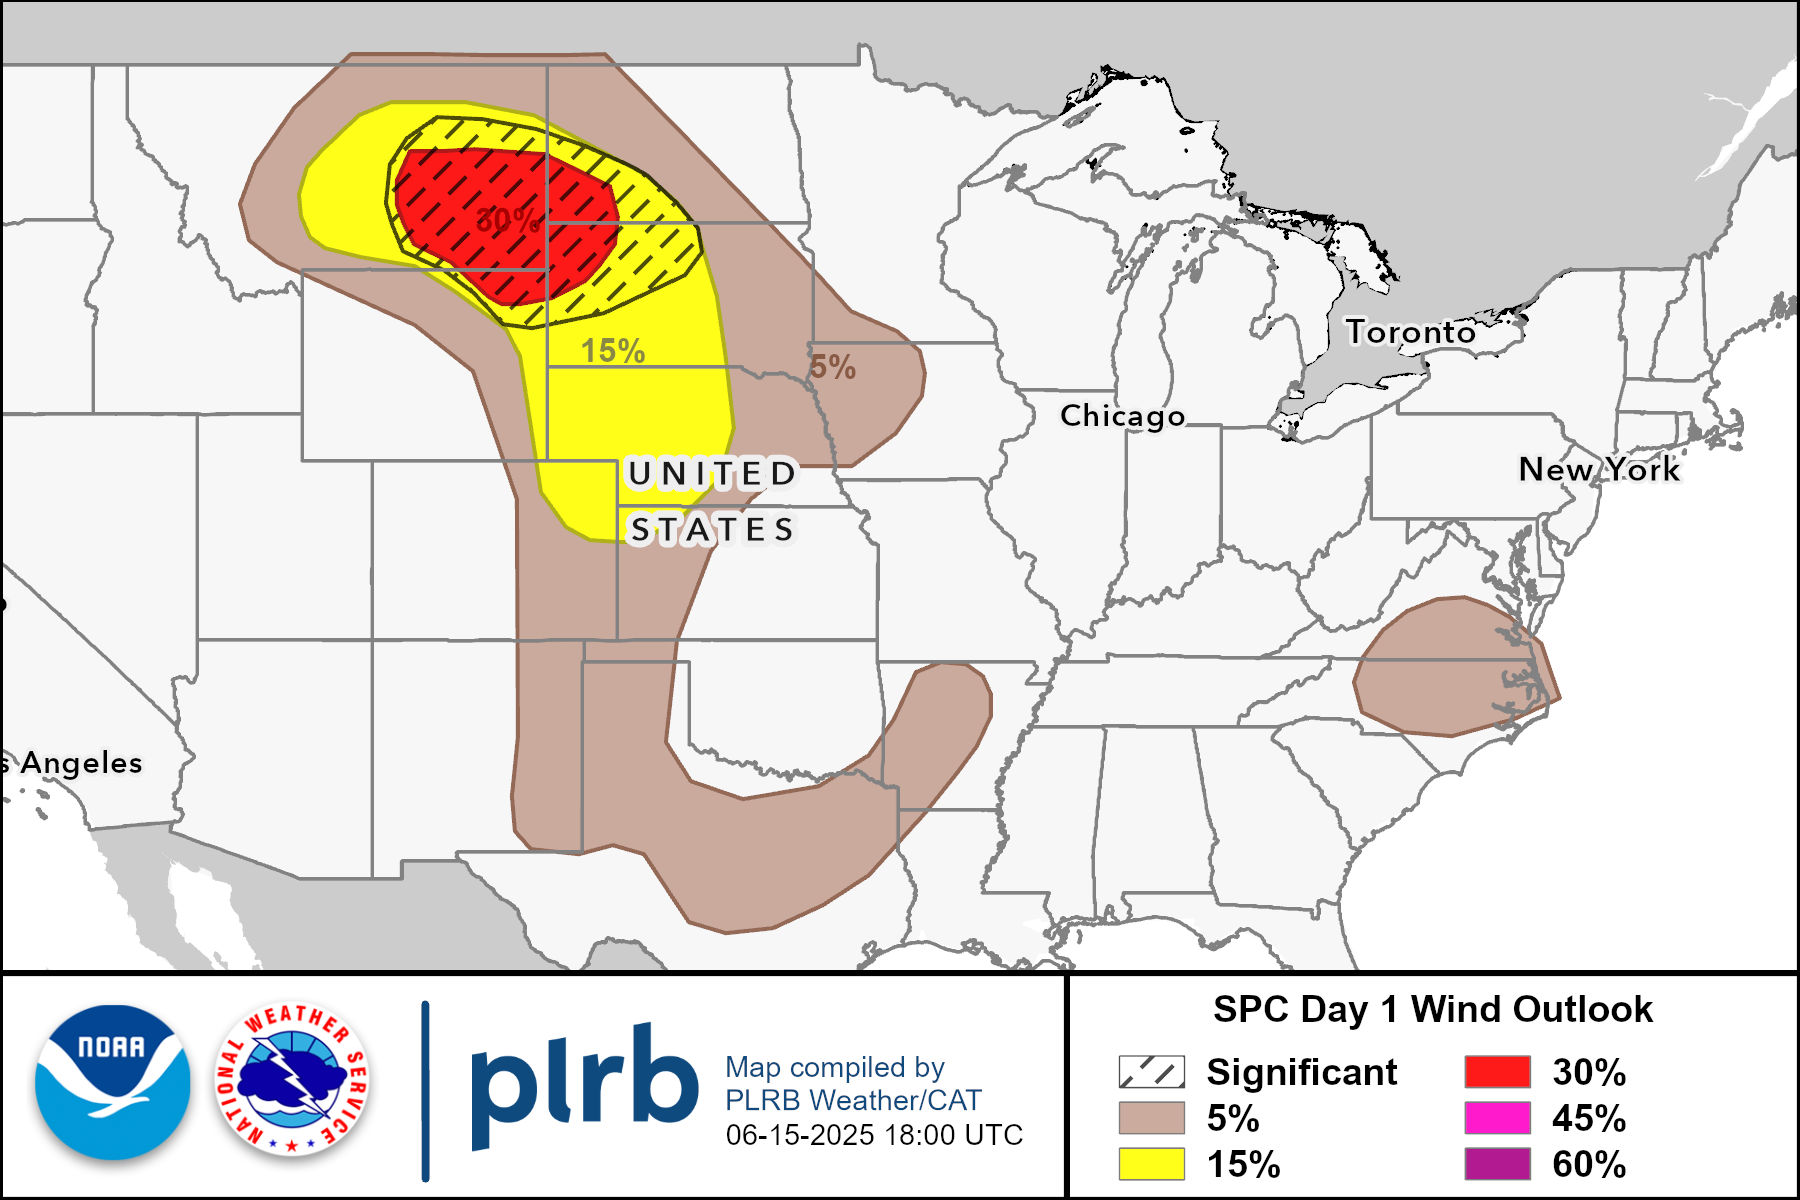 30%
15%
5%
Toronto
Chicago
New York
UNITED
STATES
s Angeles
NOAA
NATIONAL WEATHER SERVICE
plrb
Map compiled by
PLRB Weather/CAT
06-15-2025 18:00 UTC
SPC Day 1 Wind Outlook
Significant
5%
15%
30%
45%
60%